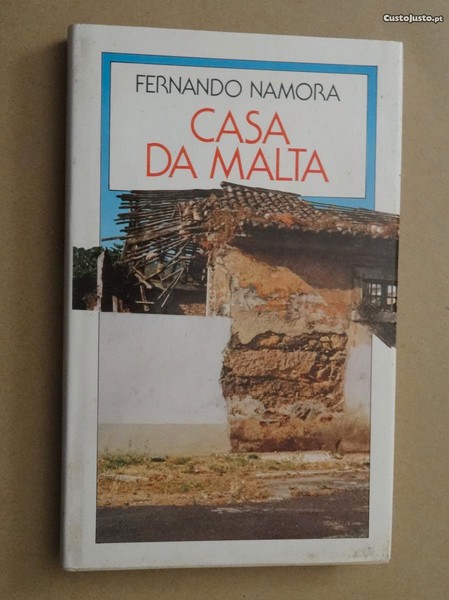 CustoJusto.pt
FERNANDO NAMORA
CASA
DA MALTA